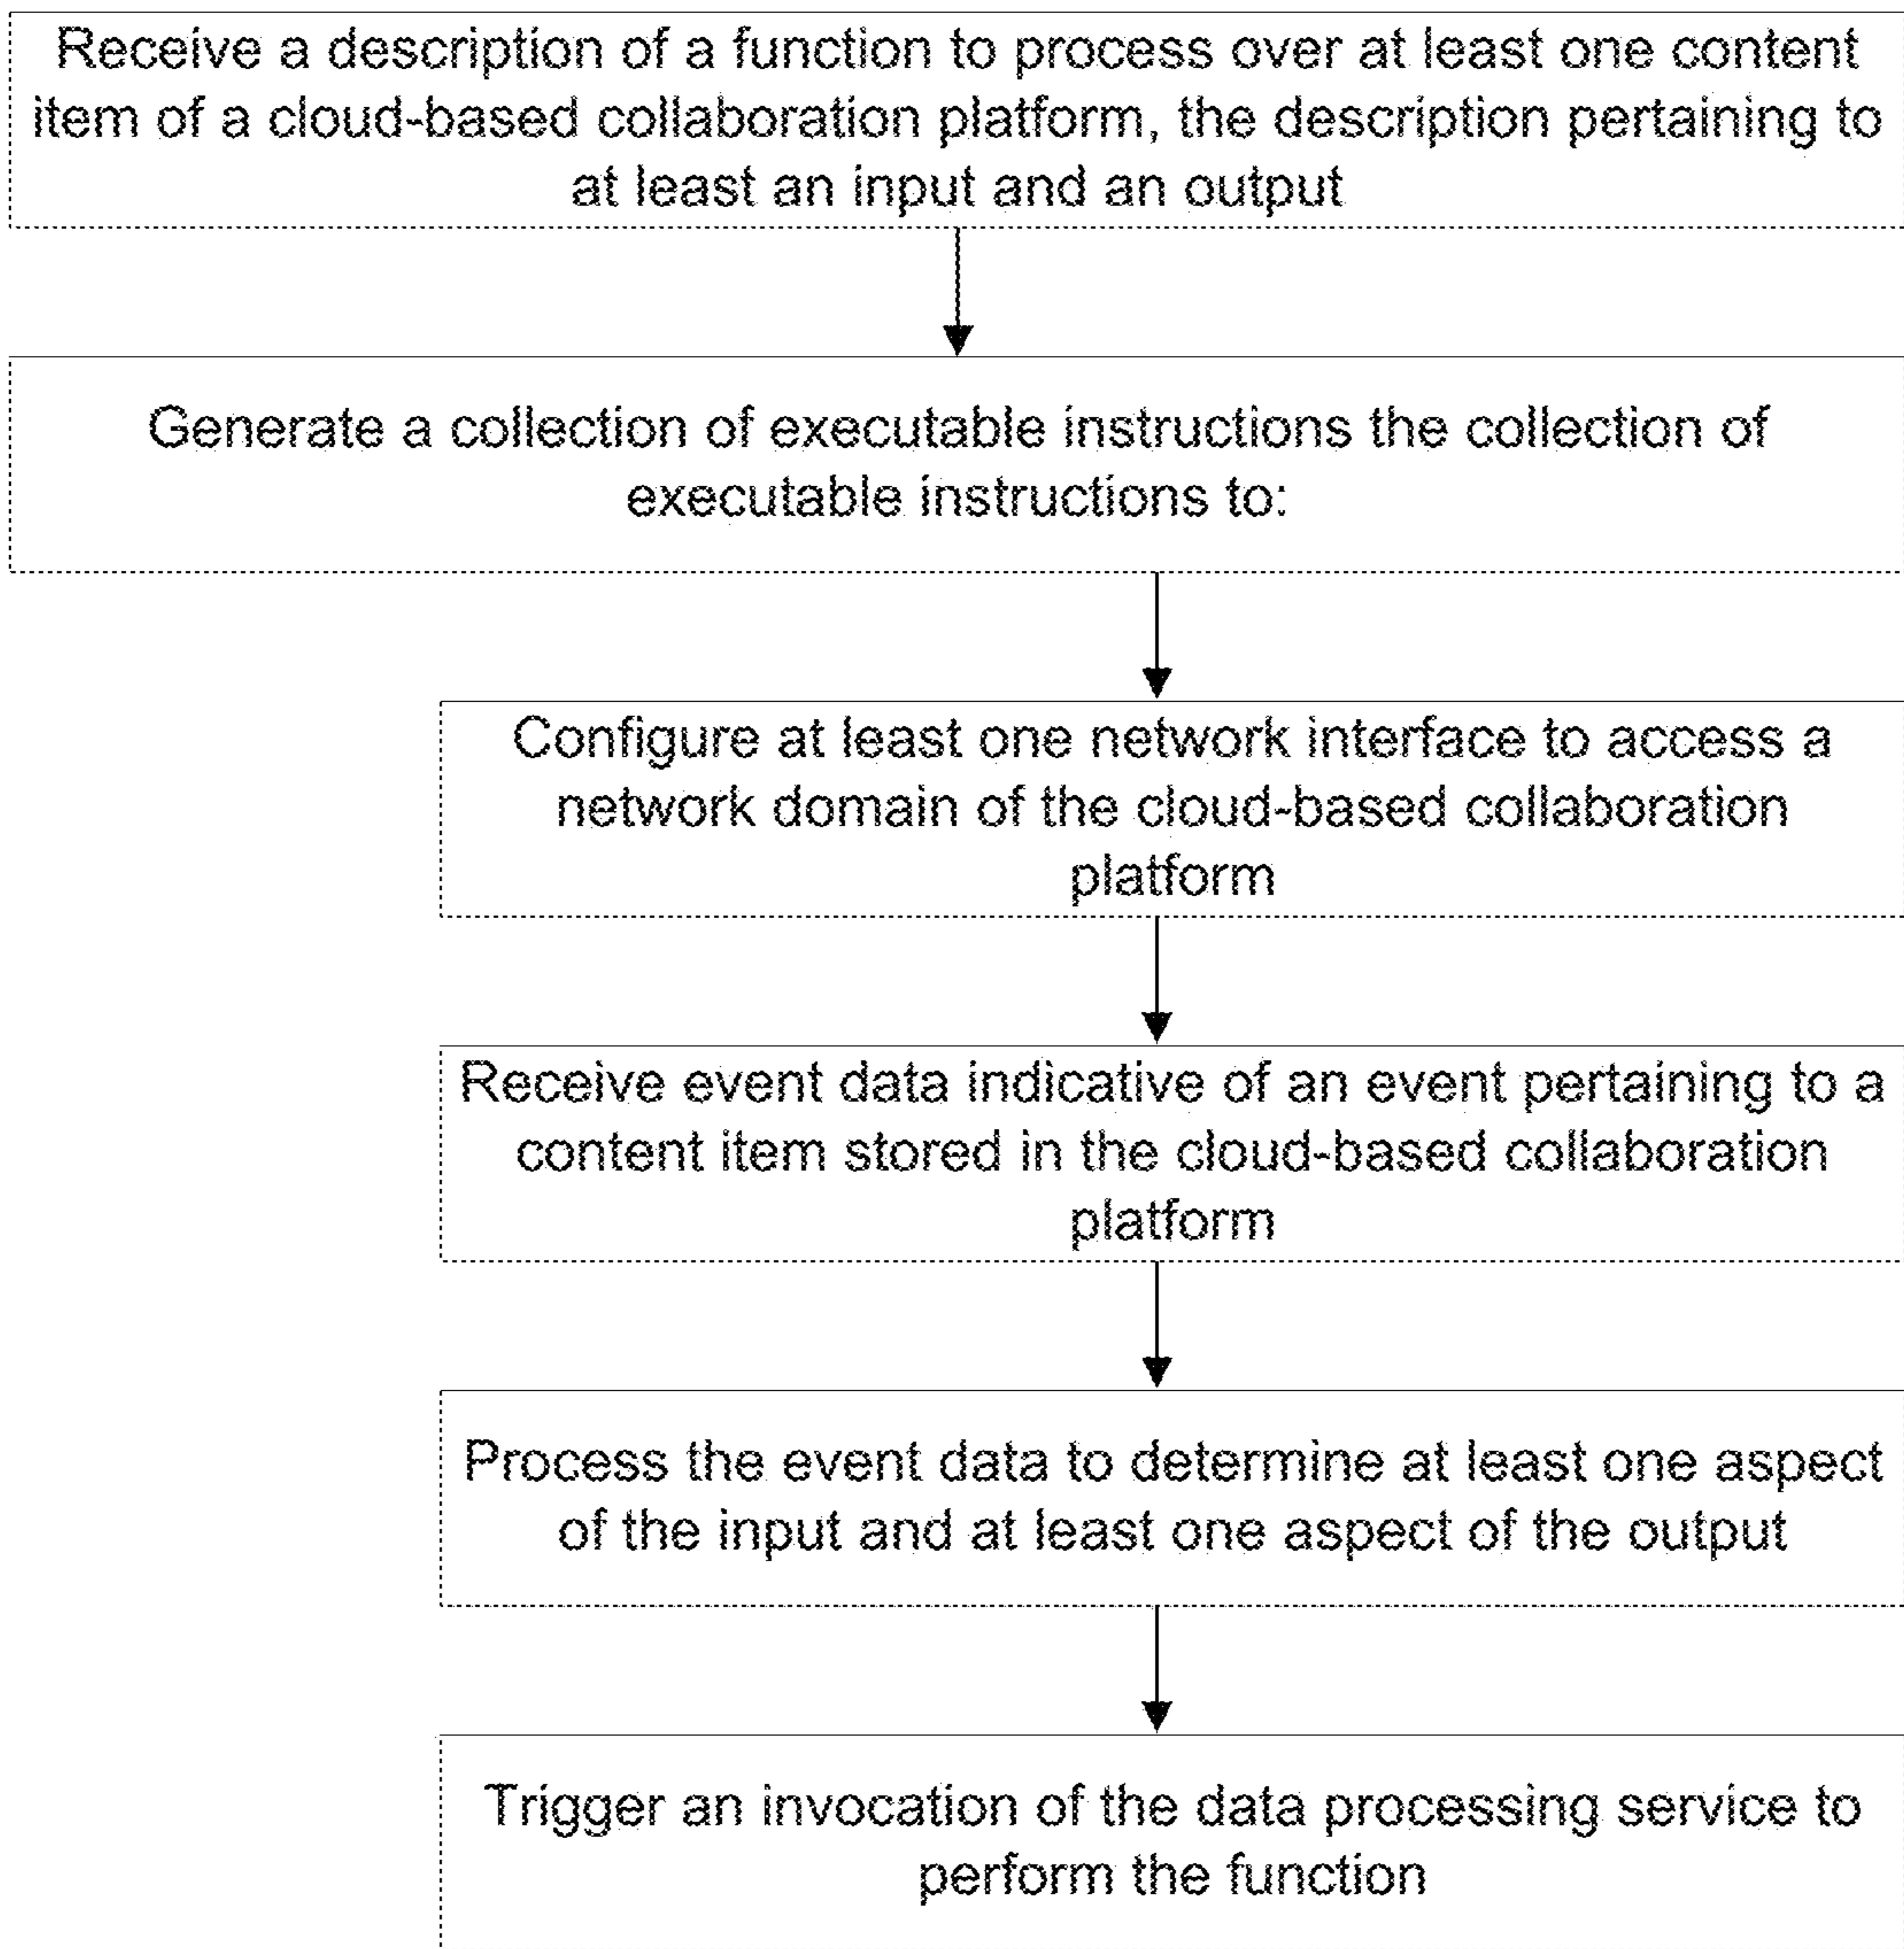 Receive a description of a function to process over at least one content
item of a cloud-based collaboration platform, the description pertaining to
at least an input and an output
Generate a collection of executable instructions the collection of
executable instructions to:
Configure at least one network interface to access a
network domain of the cloud-based collaboration
platform
Receive event data indicative of an event pertaining to a
content item stored in the cloud-based collaboration
platform
Process the event data to determine at least one aspect
of the input and at least one aspect of the output
Trigger an invocation of the data processing service to
perform the function